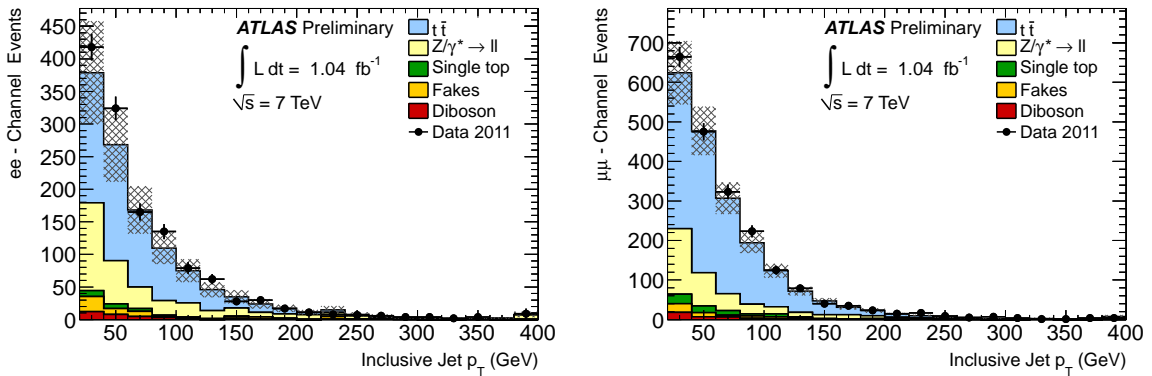 ee - Channel Events
450
400
350
300
250
200
150
100
50
0
ATLAS Preliminary
∫ L dt = 1.04 fb⁻¹
√s = 7 TeV
t t̄
Z/γ* → ll
Single top
Fakes
Diboson
Data 2011
50 100 150 200 250 300 350 400
Inclusive Jet p_T (GeV)
μμ - Channel Events
700
600
500
400
300
200
100
0
ATLAS Preliminary
∫ L dt = 1.04 fb⁻¹
√s = 7 TeV
t t̄
Z/γ* → ll
Single top
Fakes
Diboson
Data 2011
50 100 150 200 250 300 350 400
Inclusive Jet p_T (GeV)